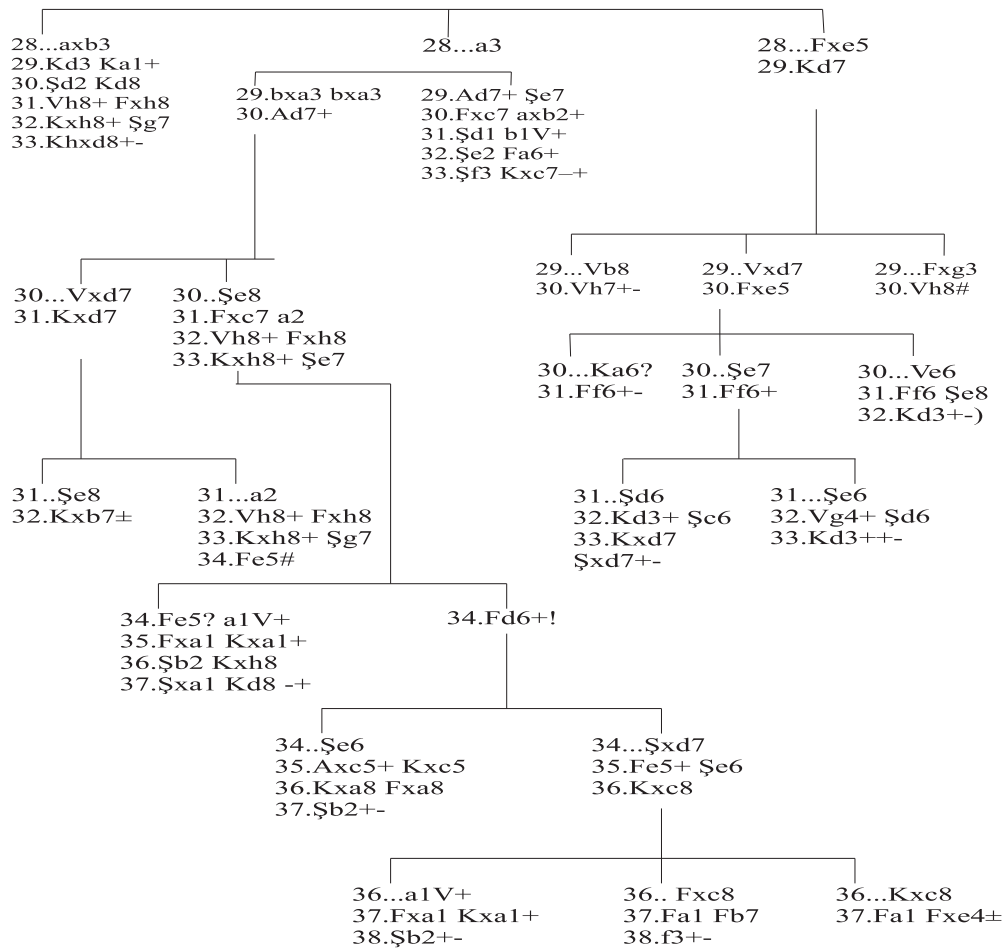 28...axb3
29.Kd3 Ka1+
30.Şd2 Kd8
31.Vh8+ Fxh8
32.Kxh8+ Şg7
33.Khxd8+-
28...a3
28...Fxe5
29.Kd7
29.bxa3 bxa3
30.Ad7+
29.Ad7+ Şe7
30.Fxc7 axb2+
31.Şd1 b1V+
32.Şe2 Fa6+
33.Şf3 Kxc7–+
29...Vb8
30.Vh7+-
29..Vxd7
30.Fxe5
29...Fxg3
30.Vh8#
30...Vxd7
31.Kxd7
30..Şe8
31.Fxc7 a2
32.Vh8+ Fxh8
33.Kxh8+ Şe7
30...Ka6?
31.Ff6+-
30..Şe7
31.Ff6+
30...Ve6
31.Ff6 Şe8
32.Kd3+-)
31..Şe8
32.Kxb7±
31...a2
32.Vh8+ Fxh8
33.Kxh8+ Şg7
34.Fe5#
31..Şd6
32.Kd3+ Şc6
33.Kxd7
Şxd7+-
31...Şe6
32.Vg4+ Şd6
33.Kd3++-
34.Fe5? a1V+
35.Fxa1 Kxa1+
36.Şb2 Kxh8
37.Şxa1 Kd8 -+
34.Fd6+!
34..Şe6
35.Axc5+ Kxc5
36.Kxa8 Fxa8
37.Şb2+-
34...Şxd7
35.Fe5+ Şe6
36.Kxc8
36...a1V+
37.Fxa1 Kxa1+
38.Şb2+-
36.. Fxc8
37.Fa1 Fb7
38.f3+-
36...Kxc8
37.Fa1 Fxe4±